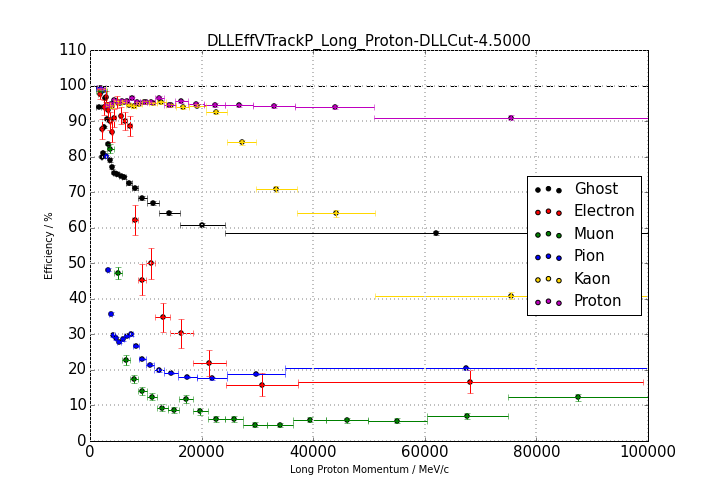 DLLEffVTrackP_Long_Proton-DLLCut-4.5000
110
100
90
80
70
60
50
40
30
20
10
0
Efficiency / %
Ghost
Electron
Muon
Pion
Kaon
Proton
0 20000 40000 60000 80000 100000
Long Proton Momentum / MeV/c